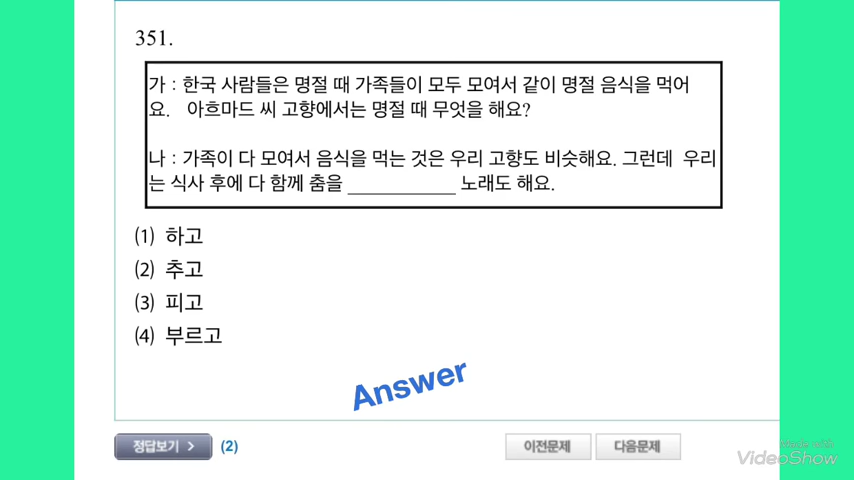 351.
가 : 한국 사람들은 명절 때 가족들이 모두 모여서 같이 명절 음식을 먹어
요. 아흐마드 씨 고향에서는 명절 때 무엇을 해요?
나 : 가족이 다 모여서 음식을 먹는 것은 우리 고향도 비슷해요. 그런데 우리
는 식사 후에 다 함께 춤을 ___________ 노래도 해요.
(1) 하고
(2) 추고
(3) 피고
(4) 부르고
Answer
정답보기 > (2) 이전문제 다음문제
Made with
VideoShow